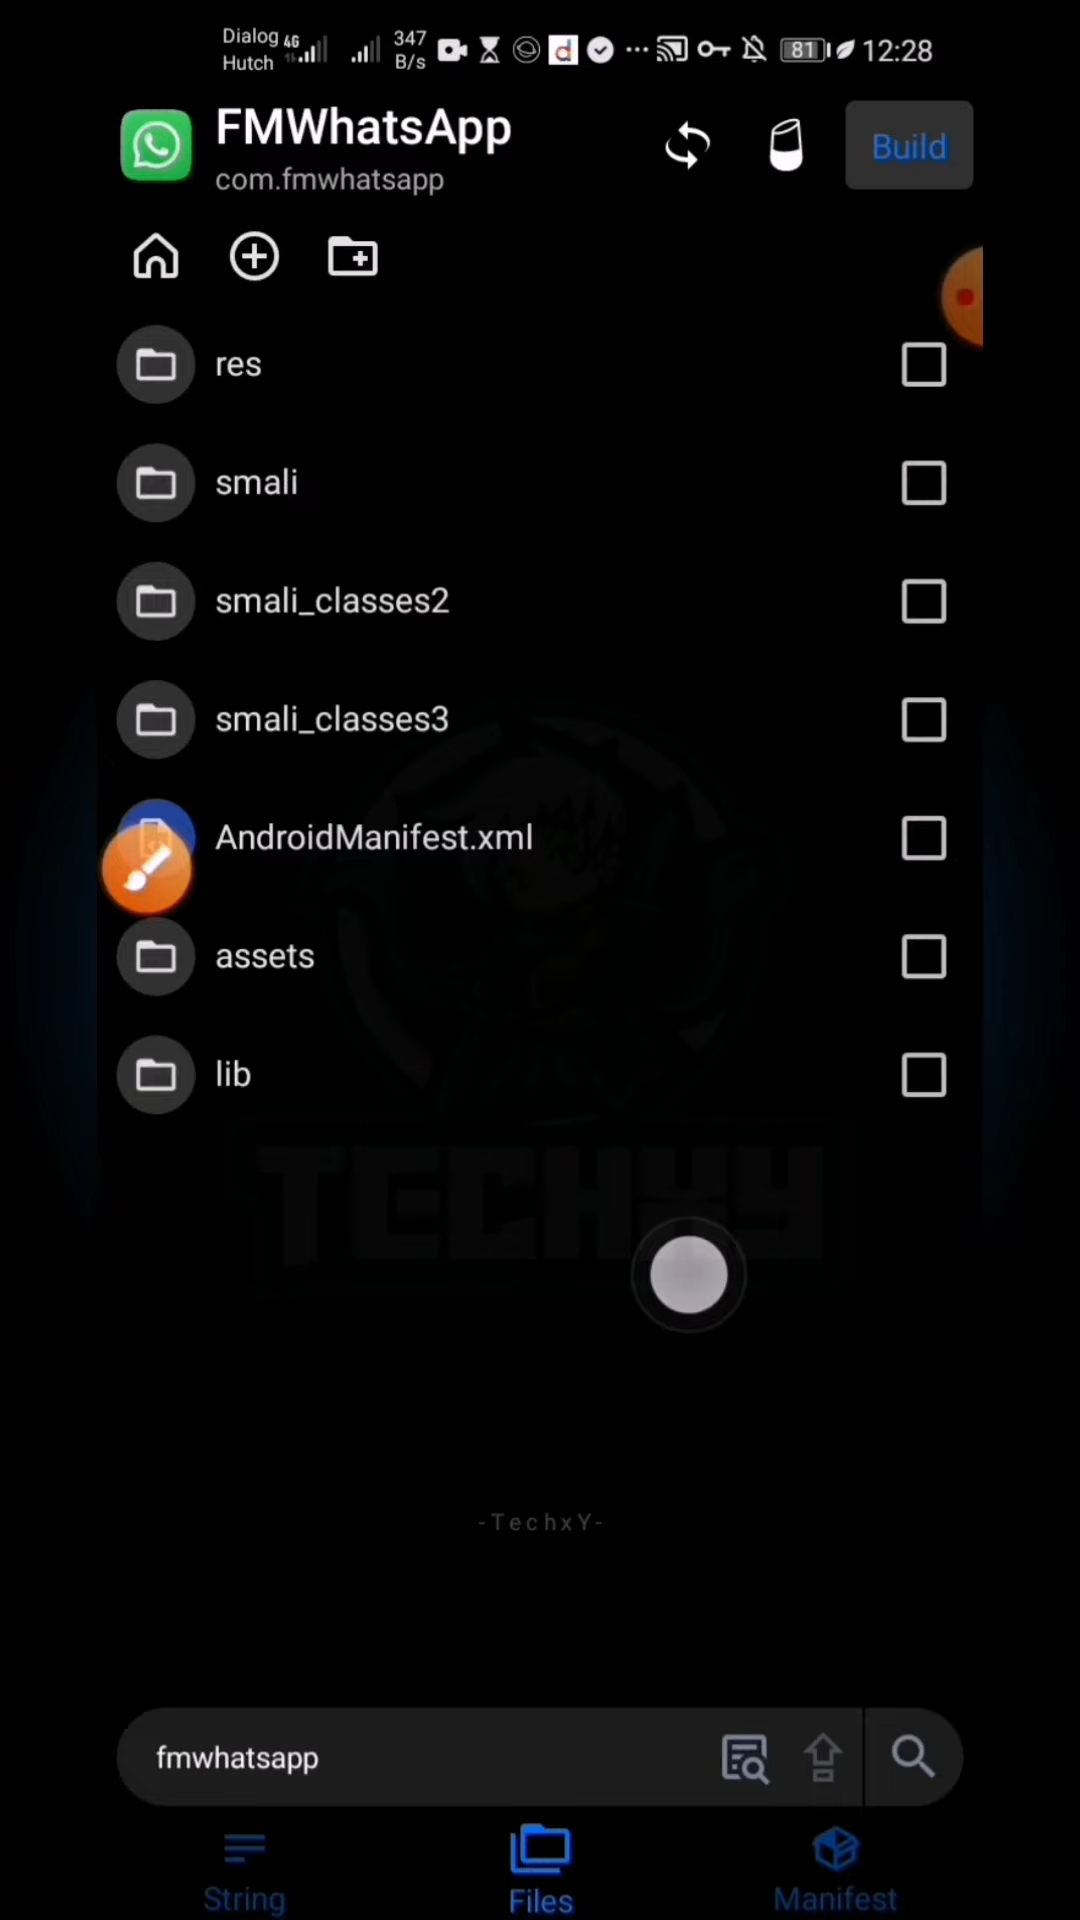 Dialog 4G
Hutch
347
B/s
81
12:28
FMWhatsApp
com.fmwhatsapp
Build
res
smali
smali_classes2
smali_classes3
AndroidManifest.xml
assets
lib
TECHXY
-TechxY-
fmwhatsapp
String
Files
Manifest